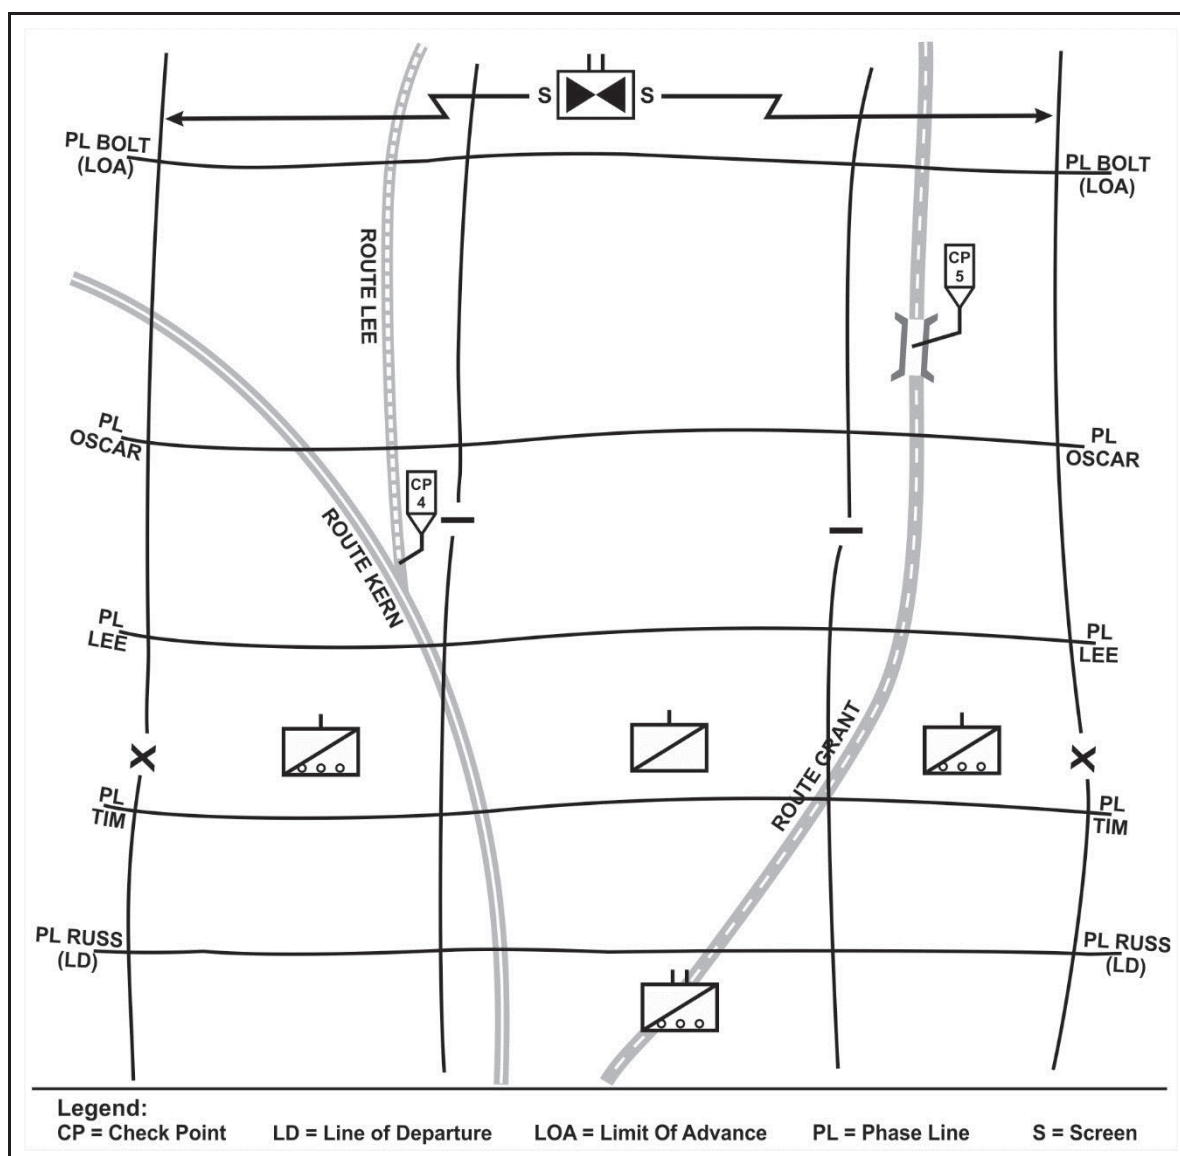 S
S
PL BOLT
(LOA)
PL BOLT
(LOA)
ROUTE LEE
CP
5
PL
OSCAR
PL
OSCAR
CP
4
ROUTE KERN
PL
LEE
PL
LEE
X
X
ROUTE GRANT
PL
TIM
PL
TIM
PL RUSS
(LD)
PL RUSS
(LD)
Legend:
CP = Check Point LD = Line of Departure LOA = Limit Of Advance PL = Phase Line S = Screen